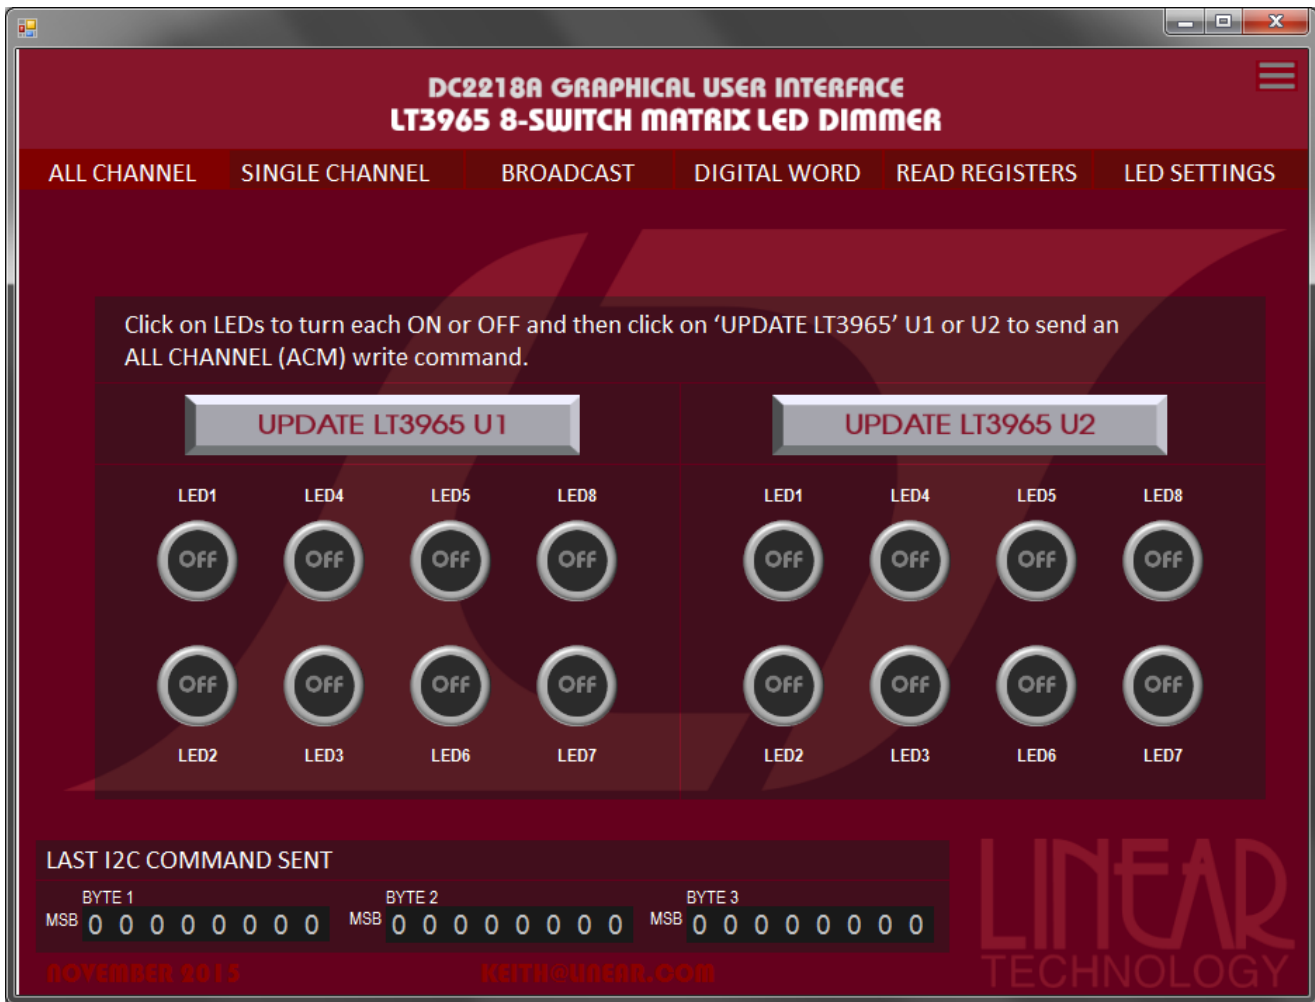 DC2218A GRAPHICAL USER INTERFACE
LT3965 8-SWITCH MATRIX LED DIMMER
ALL CHANNEL SINGLE CHANNEL BROADCAST DIGITAL WORD READ REGISTERS LED SETTINGS
Click on LEDs to turn each ON or OFF and then click on ‘UPDATE LT3965’ U1 or U2 to send an
ALL CHANNEL (ACM) write command.
UPDATE LT3965 U1 UPDATE LT3965 U2
LED1 LED4 LED5 LED8 LED1 LED4 LED5 LED8
OFF OFF OFF OFF OFF OFF OFF OFF
OFF OFF OFF OFF OFF OFF OFF OFF
LED2 LED3 LED6 LED7 LED2 LED3 LED6 LED7
LAST I2C COMMAND SENT
BYTE 1 BYTE 2 BYTE 3
MSB 0 0 0 0 0 0 0 0 MSB 0 0 0 0 0 0 0 0 MSB 0 0 0 0 0 0 0 0
NOVEMBER 2015 KEITH@LINEAR.COM
LINEAR
TECHNOLOGY